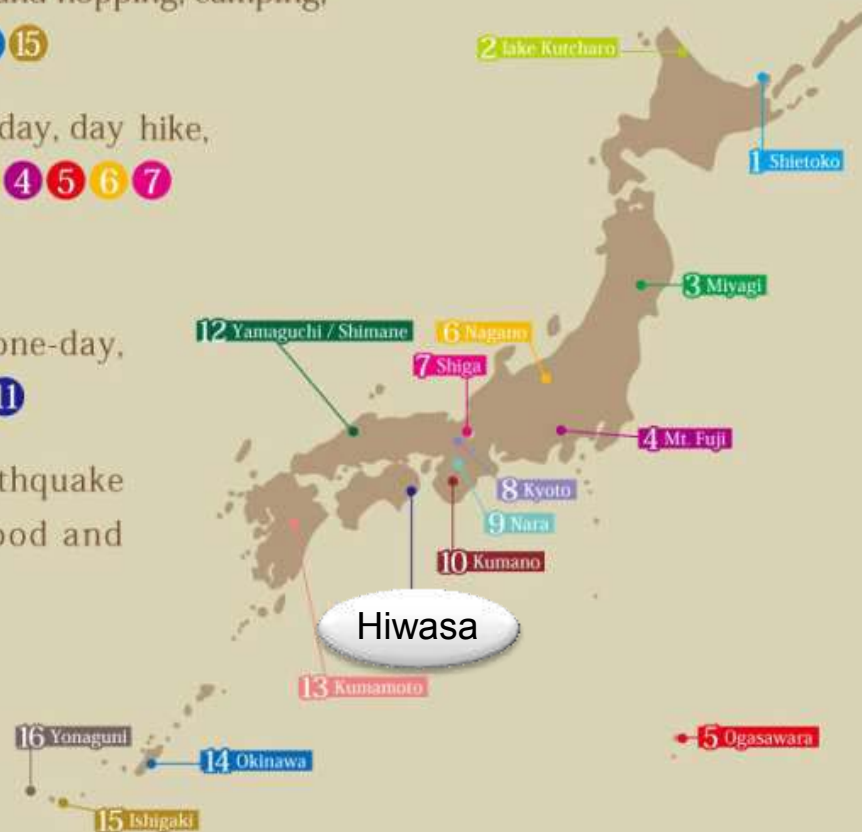 and hopping, camping,
15
day, day hike,
4 5 6 7
one-day,
11
thquake
ood and
2 lake Kutcharo
1 Shietoko
3 Miyagi
12 Yamaguchi / Shimane
6 Nagano
7 Shiga
4 Mt. Fuji
8 Kyoto
9 Nara
10 Kumano
Hiwasa
13 Kumamoto
16 Yonaguni
5 Ogasawara
14 Okinawa
15 Ishigaki